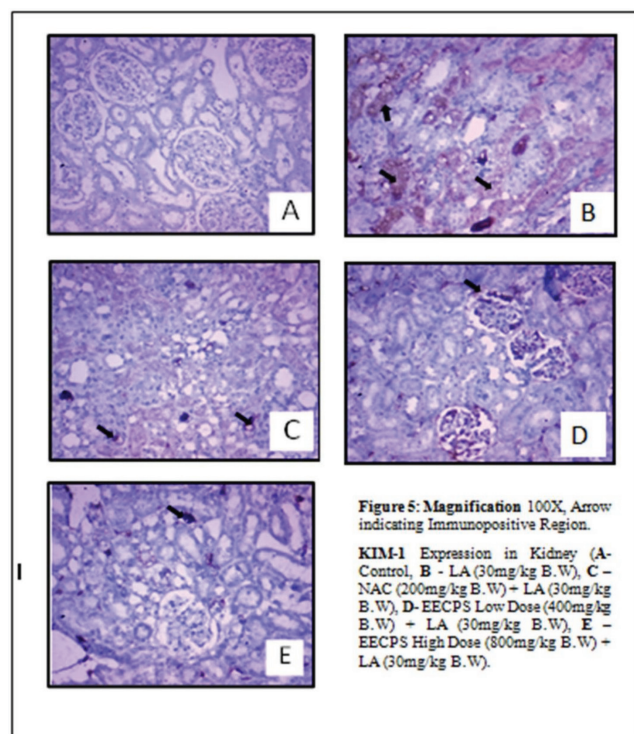 A
B
C
D
E
I
Figure 5: Magnification 100X, Arrow
indicating Immunopositive Region.
KIM-1 Expression in Kidney (A-
Control, B - LA (30mg/kg B.W), C –
NAC (200mg/kg B.W) + LA (30mg/kg
B.W), D- EECPS Low Dose (400mg/kg
B.W) + LA (30mg/kg B.W), E –
EECPS High Dose (800mg/kg B.W) +
LA (30mg/kg B.W).